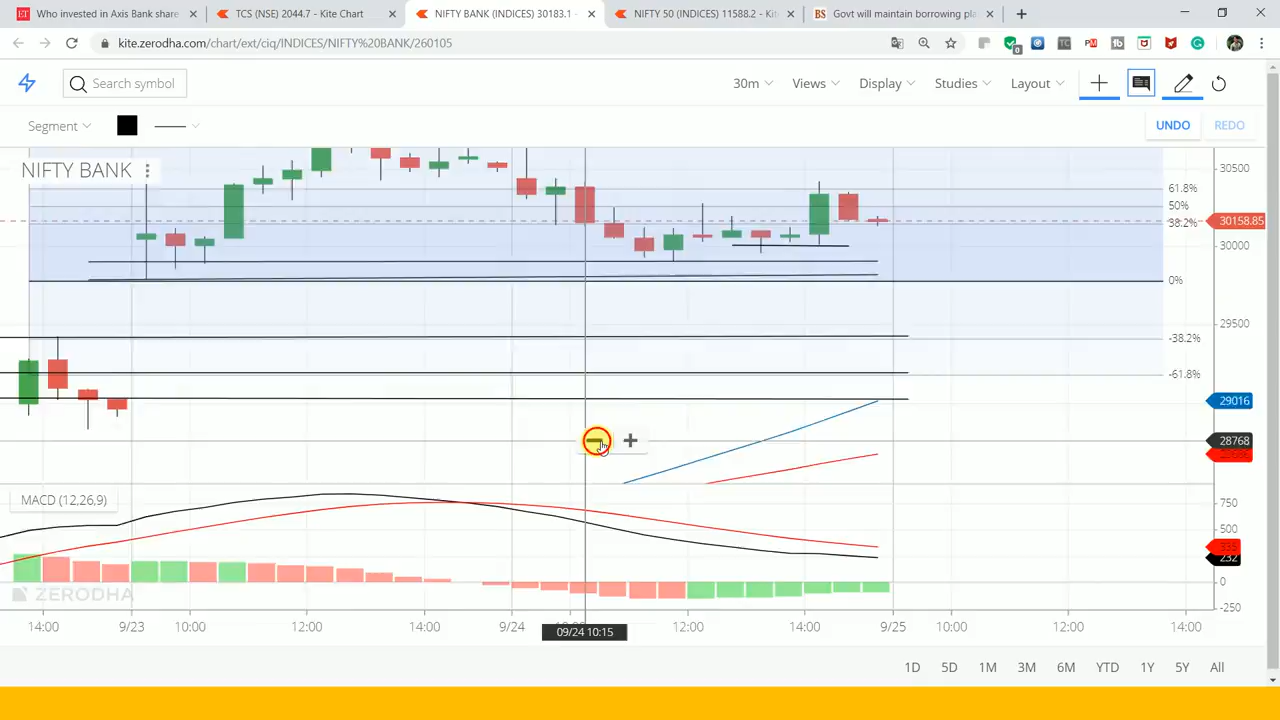 Who invested in Axis Bank share
TCS (NSE) 2044.7 - Kite Chart
NIFTY BANK (INDICES) 30183.1 -
NIFTY 50 (INDICES) 11588.2 - Kit
BS Govt will maintain borrowing pla
kite.zerodha.com/chart/ext/ciq/INDICES/NIFTY%20BANK/260105
Search symbol
30m
Views
Display
Studies
Layout
Segment
UNDO
REDO
NIFTY BANK
30500
61.8%
50%
38.2%
30158.85
30000
0%
29500
-38.2%
-61.8%
29016
28768
MACD (12,26,9)
750
500
335
232
0
-250
ZERODHA
14:00
9/23
10:00
12:00
14:00
9/24
09/24 10:15
12:00
14:00
9/25
10:00
12:00
14:00
1D
5D
1M
3M
6M
YTD
1Y
5Y
All